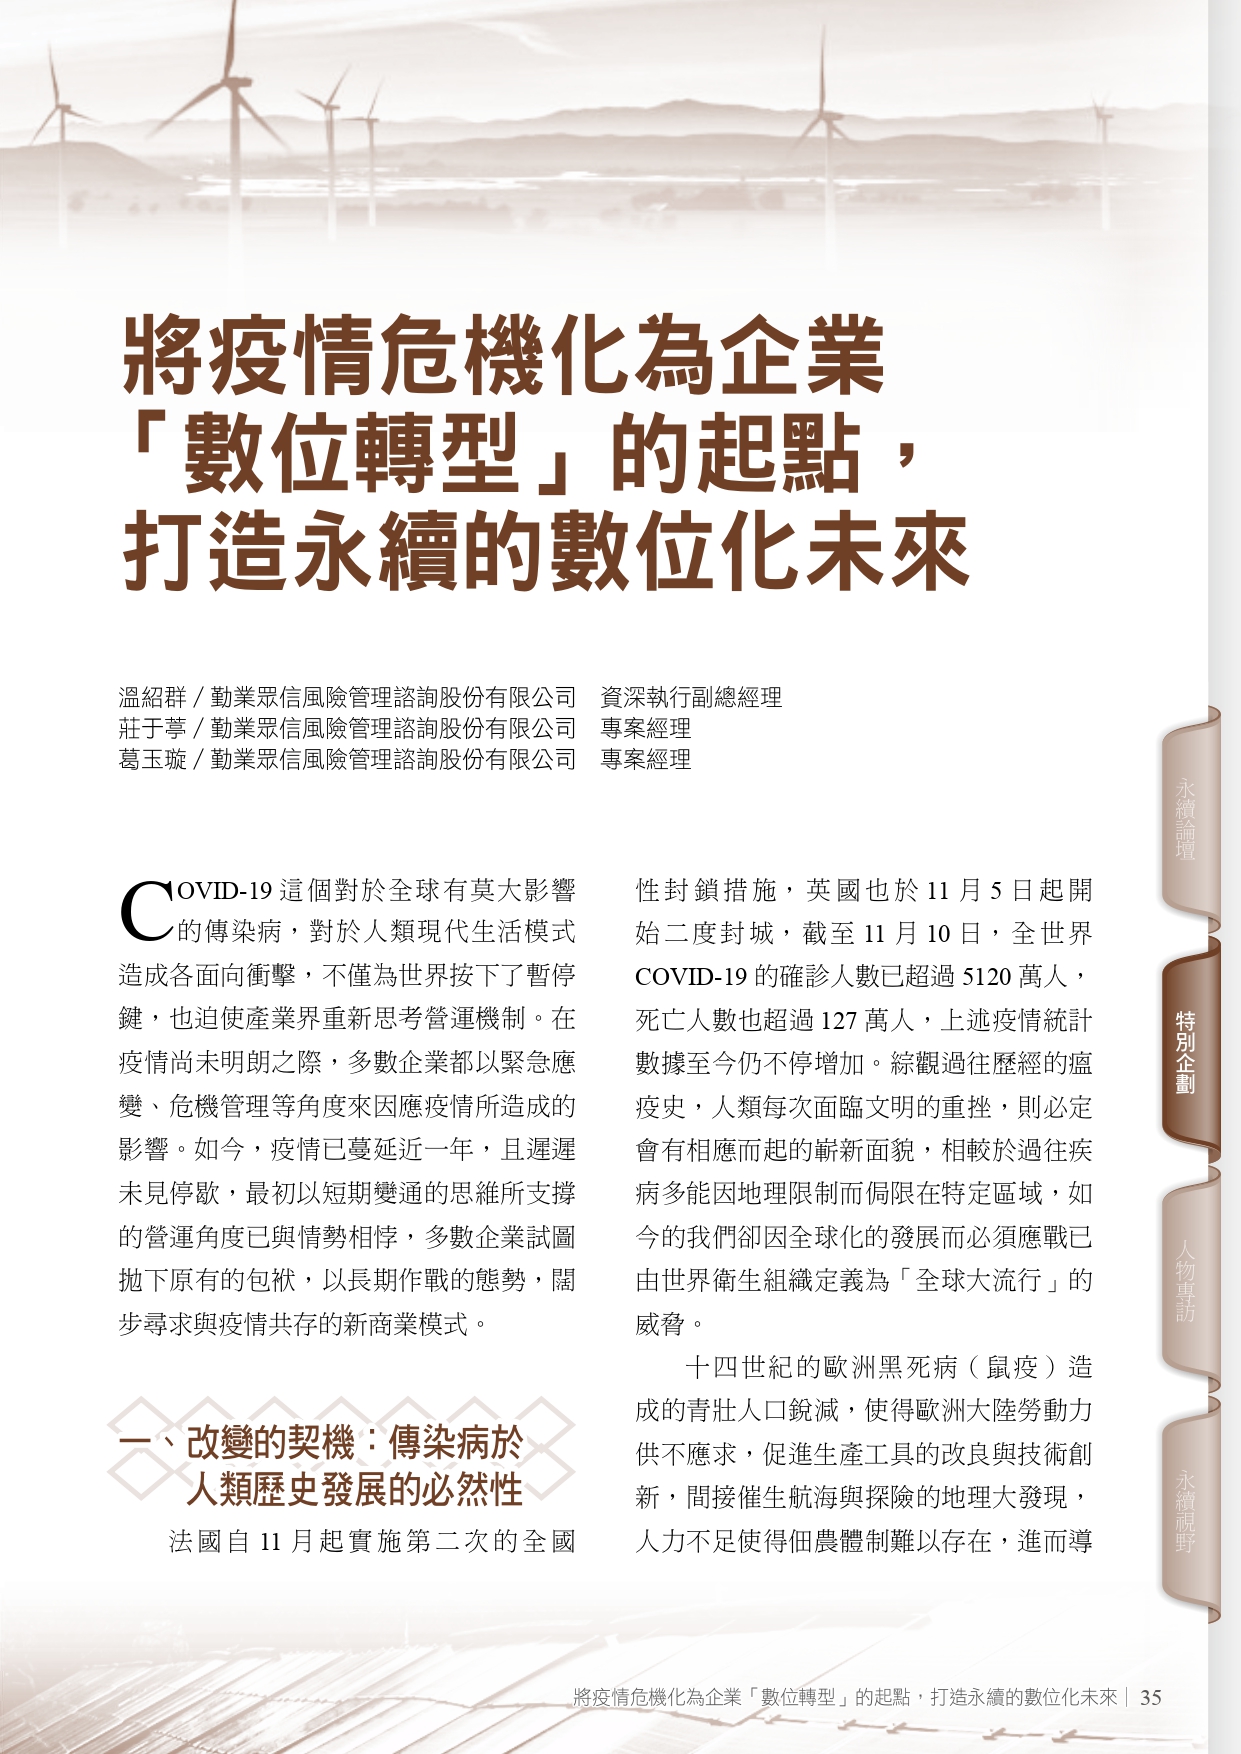 將疫情危機化為企業
「數位轉型」的起點，
打造永續的數位化未來
溫紹群 / 勤業眾信風險管理諮詢股份有限公司　資深執行副總經理
莊于葶 / 勤業眾信風險管理諮詢股份有限公司　專案經理
葛玉璇 / 勤業眾信風險管理諮詢股份有限公司　專案經理
COVID-19 這個對於全球有莫大影響
的傳染病，對於人類現代生活模式
造成各面向衝擊，不僅為世界按下了暫停
鍵，也迫使產業界重新思考營運機制。在
疫情尚未明朗之際，多數企業都以緊急應
變、危機管理等角度來因應疫情所造成的
影響。如今，疫情已蔓延近一年，且遲遲
未見停歇，最初以短期變通的思維所支撐
的營運角度已與情勢相悖，多數企業試圖
拋下原有的包袱，以長期作戰的態勢，闊
步尋求與疫情共存的新商業模式。
一、改變的契機：傳染病於
人類歷史發展的必然性
法國自 11 月起實施第二次的全國
性封鎖措施，英國也於 11 月 5 日起開
始二度封城，截至 11 月 10 日，全世界
COVID-19 的確診人數已超過 5120 萬人，
死亡人數也超過 127 萬人，上述疫情統計
數據至今仍不停增加。綜觀過往歷經的瘟
疫史，人類每次面臨文明的重挫，則必定
會有相應而起的嶄新面貌，相較於過往疾
病多能因地理限制而侷限在特定區域，如
今的我們卻因全球化的發展而必須應戰已
由世界衛生組織定義為「全球大流行」的
威脅。
十四世紀的歐洲黑死病（鼠疫）造
成的青壯人口銳減，使得歐洲大陸勞動力
供不應求，促進生產工具的改良與技術創
新，間接催生航海與探險的地理大發現，
人力不足使得佃農體制難以存在，進而導
永續論壇
特別企劃
人物專訪
永續視野
將疫情危機化為企業「數位轉型」的起點，打造永續的數位化未來｜35